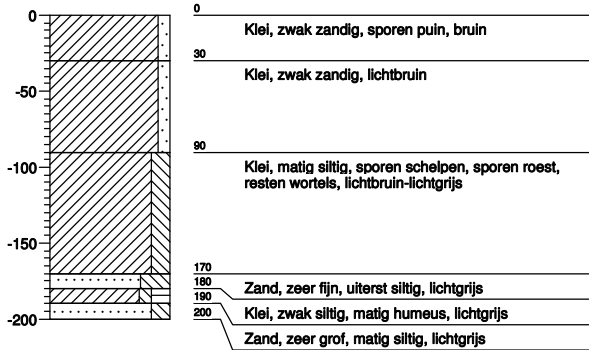 0
0
Klei, zwak zandig, sporen puin, bruin
30
Klei, zwak zandig, lichtbruin
-50
90
-100
Klei, matig siltig, sporen schelpen, sporen roest,
resten wortels, lichtbruin-lichtgrijs
-150
170
180
Zand, zeer fijn, uiterst siltig, lichtgrijs
190
Klei, zwak siltig, matig humeus, lichtgrijs
-200
200
Zand, zeer grof, matig siltig, lichtgrijs